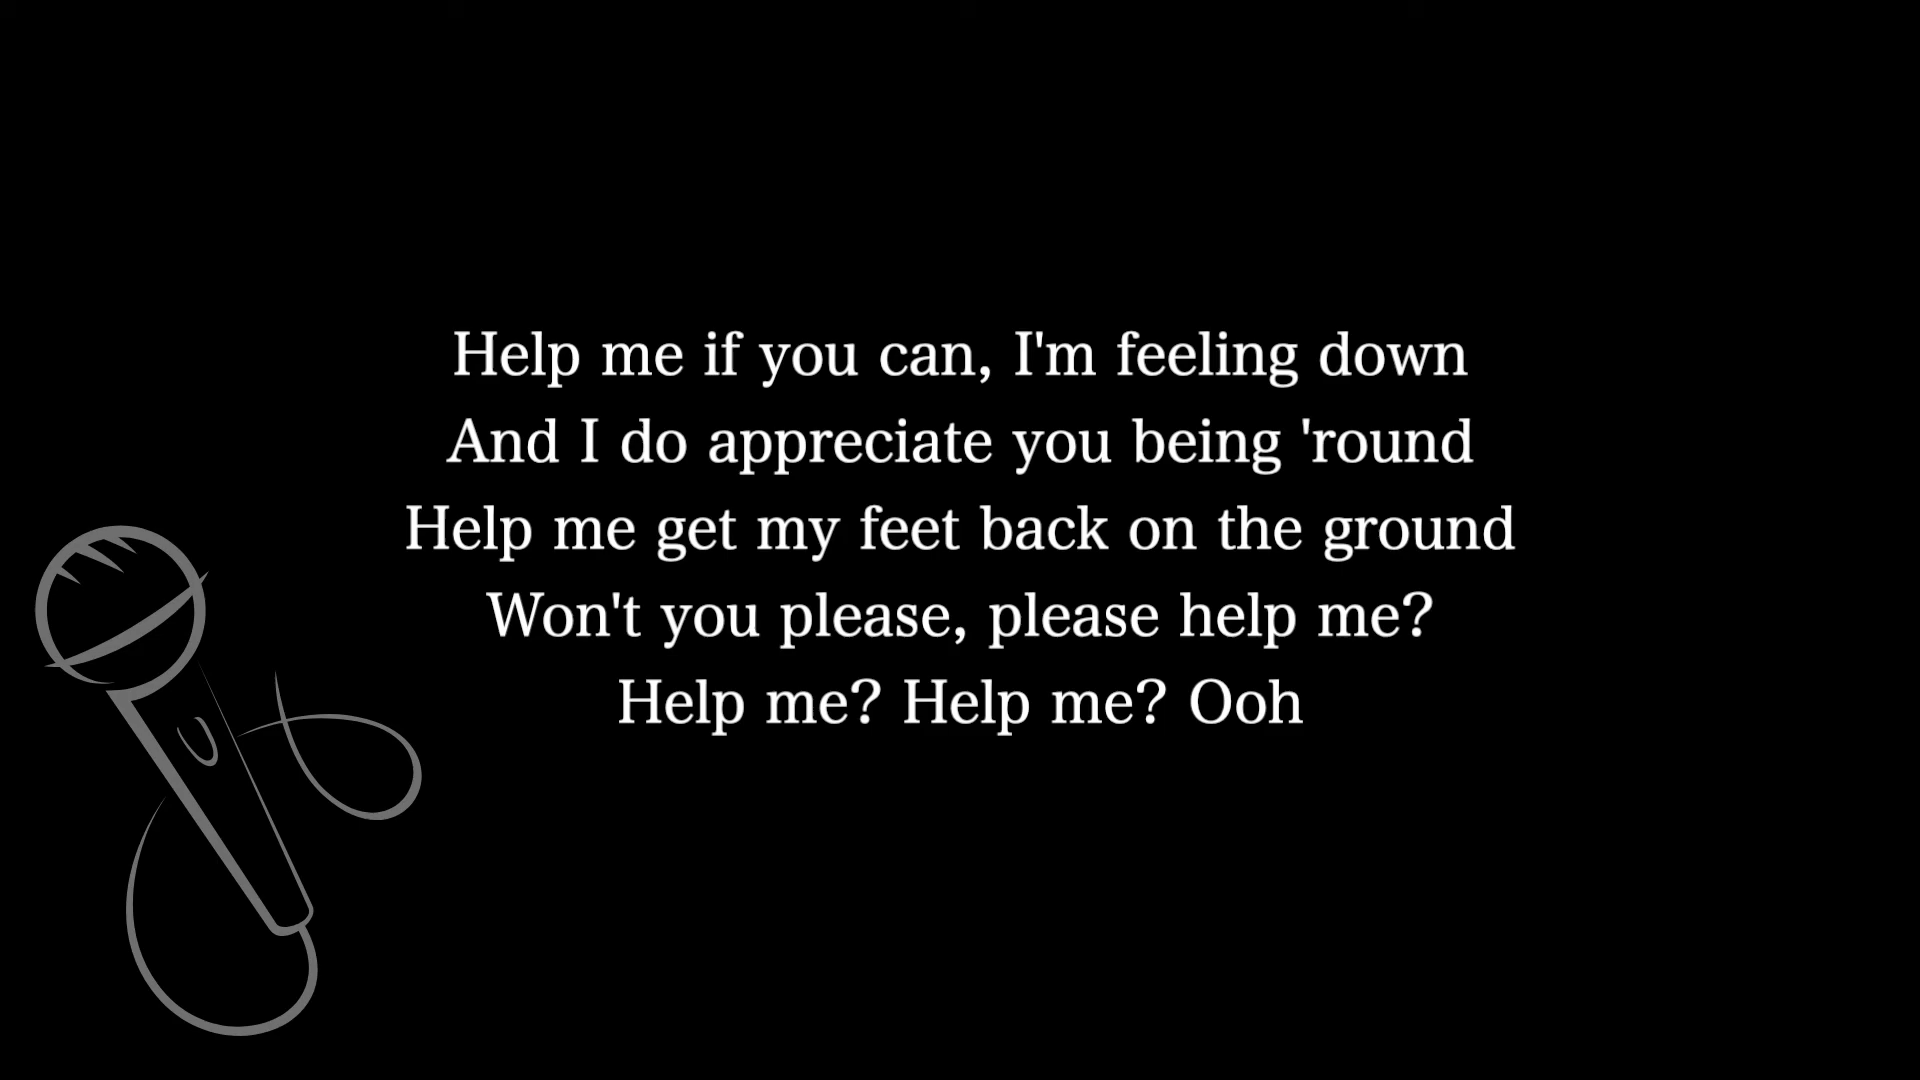 Help me if you can, I'm feeling down
And I do appreciate you being 'round
Help me get my feet back on the ground
Won't you please, please help me?
Help me? Help me? Ooh